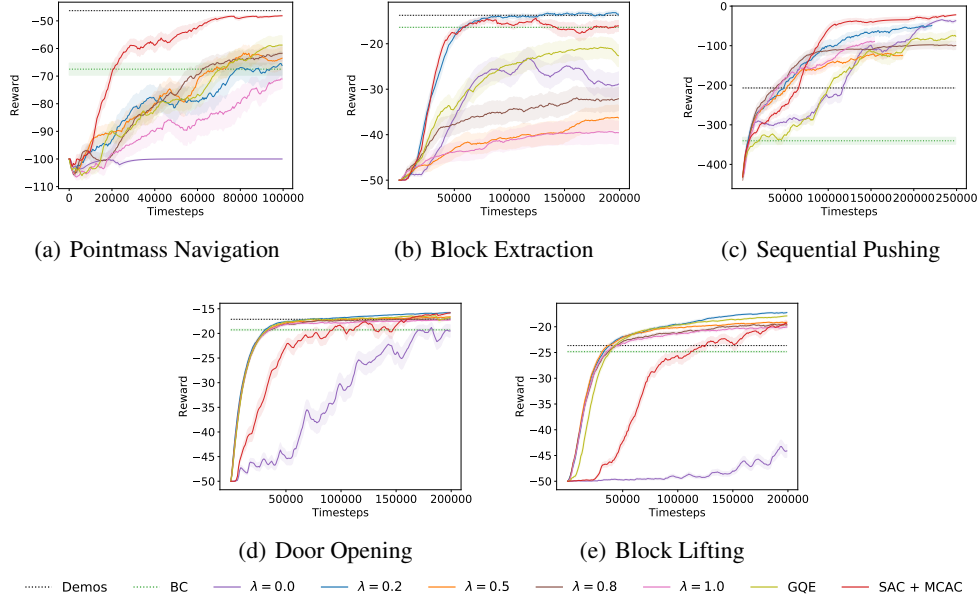 −50
−60
−70
−80
−90
−100
−110
Reward
0 20000 40000 60000 80000 100000
Timesteps
(a) Pointmass Navigation
−20
−30
−40
−50
Reward
50000 100000 150000 200000
Timesteps
(b) Block Extraction
0
−100
−200
−300
−400
Reward
50000 100000 150000 200000 250000
Timesteps
(c) Sequential Pushing
−15
−20
−25
−30
−35
−40
−45
−50
Reward
50000 100000 150000 200000
Timesteps
(d) Door Opening
−20
−25
−30
−35
−40
−45
−50
Reward
50000 100000 150000 200000
Timesteps
(e) Block Lifting
Demos BC λ = 0.0 λ = 0.2 λ = 0.5 λ = 0.8 λ = 1.0 GQE SAC + MCAC